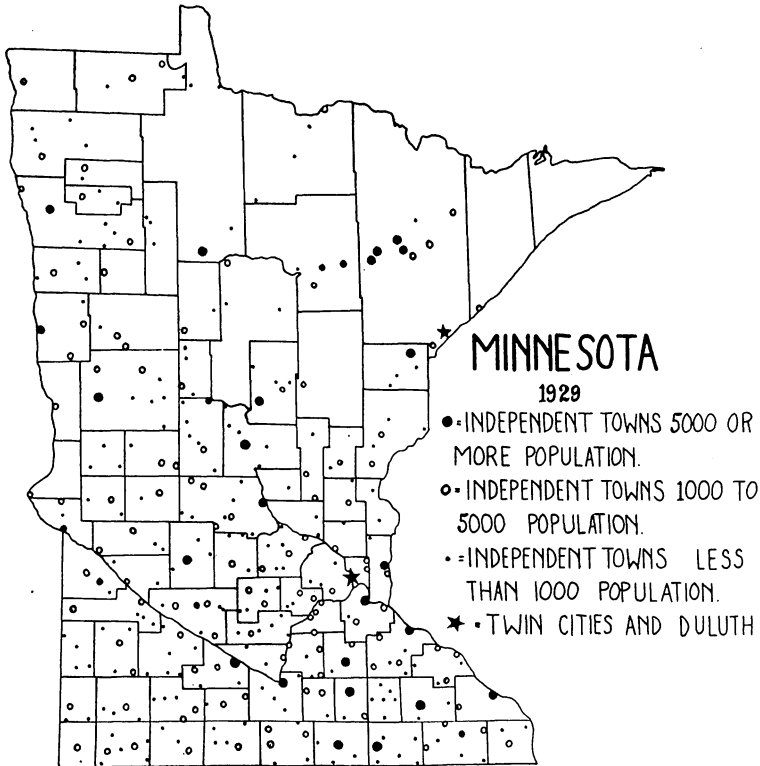 MINNESOTA
1929
●=INDEPENDENT TOWNS 5000 OR
MORE POPULATION.
o=INDEPENDENT TOWNS 1000 TO
5000 POPULATION.
·=INDEPENDENT TOWNS LESS
THAN 1000 POPULATION.
★=TWIN CITIES AND DULUTH